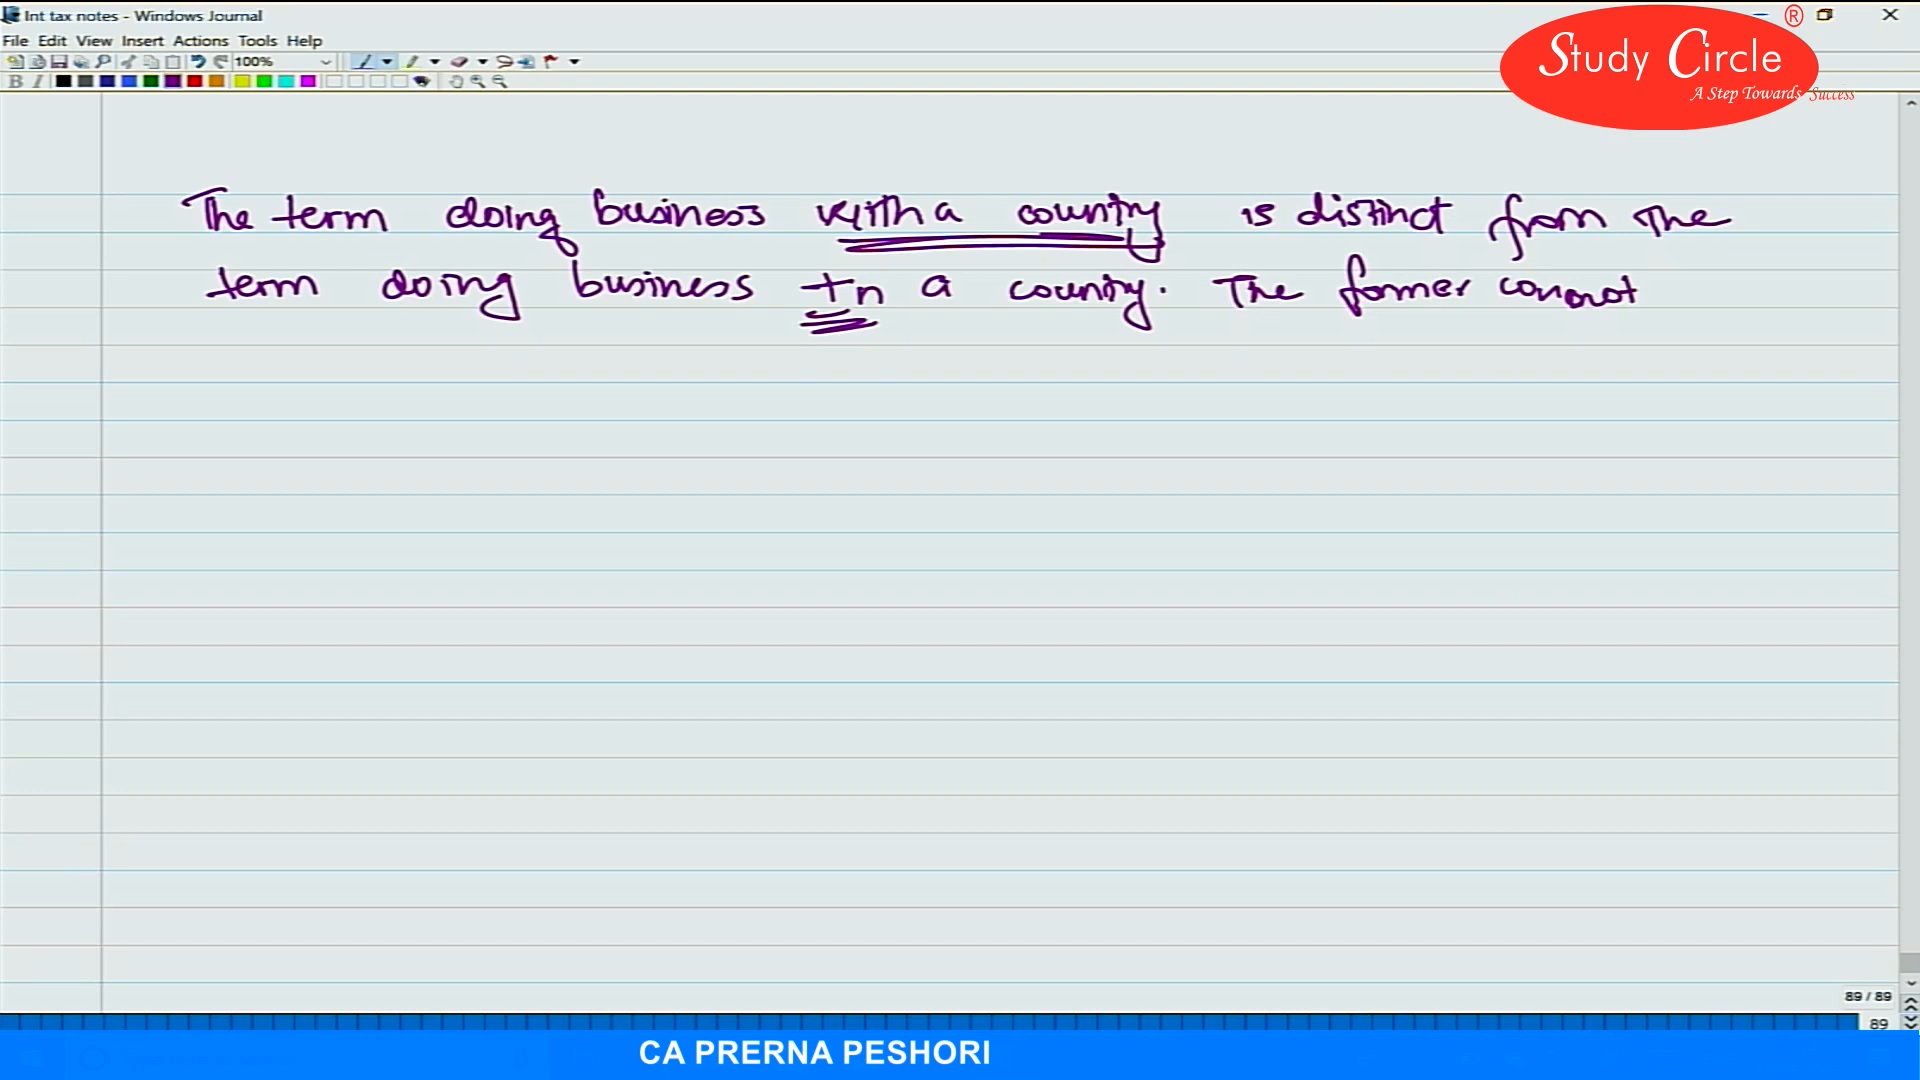 Int tax notes - Windows Journal
File Edit View Insert Actions Tools Help
100%
B I
Study Circle ®
A Step Towards Success
The term doing business with a country is distinct from the
term doing business in a country. The former cannot
89 / 89
89
CA PRERNA PESHORI